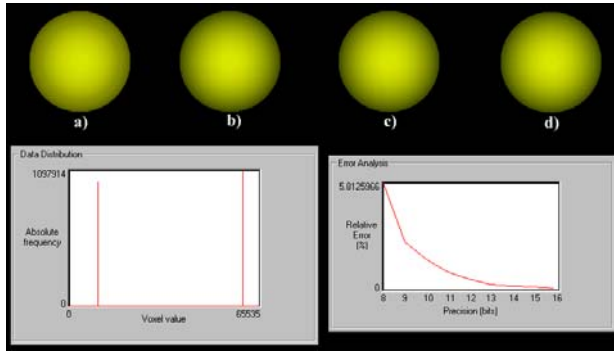 a) b) c) d)
Data Distribution
1097914
Absolute
frequency
0
0 65535
Voxel value
Error Analysis
5.8125966
Relative
Error
(%)
0
8 9 10 11 12 13 14 15 16
Precision (bits)